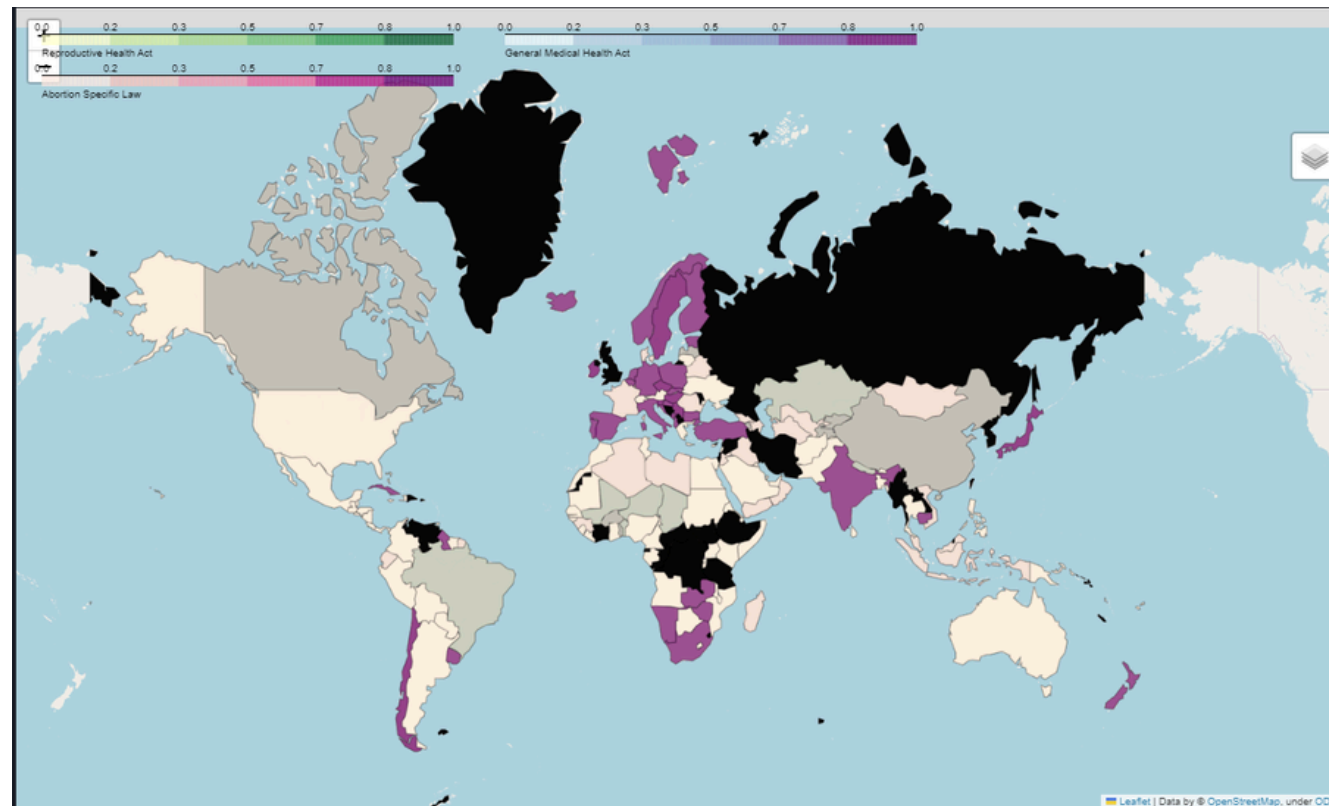 0.0 0.2 0.3 0.5 0.7 0.8 1.0
Reproductive Health Act
0.0 0.2 0.3 0.5 0.7 0.8 1.0
General Medical Health Act
0.2 0.3 0.5 0.7 0.8 1.0
Abortion Specific Law
Leaflet | Data by © OpenStreetMap, under OD